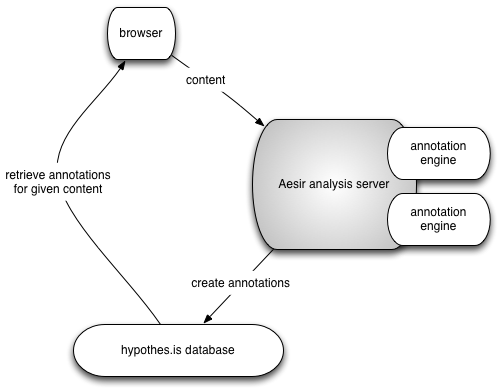 browser
content
annotation
engine
Aesir analysis server
retrieve annotations
for given content
annotation
engine
create annotations
hypothes.is database